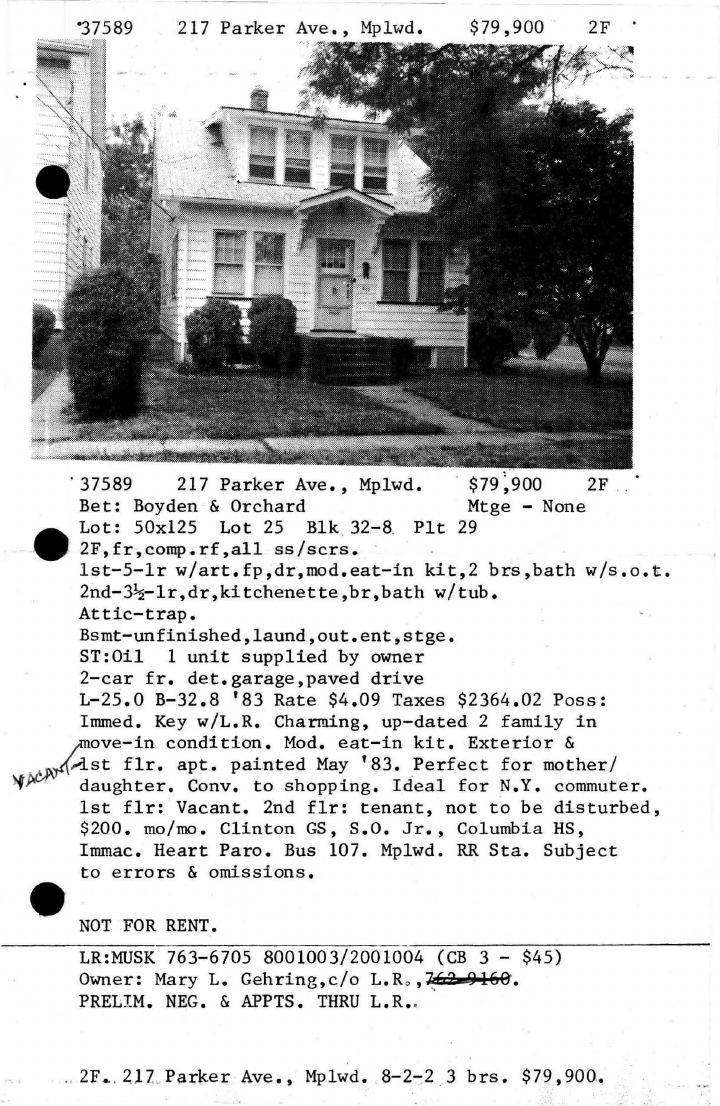 37589 217 Parker Ave., Mplwd. $79,900 2F
37589 217 Parker Ave., Mplwd. $79,900 2F
Bet: Boyden & Orchard Mtge - None
Lot: 50x125 Lot 25 Blk 32-8 Plt 29
2F,fr,comp.rf,all ss/scrs.
1st-5-lr w/art.fp,dr,mod.eat-in kit,2 brs,bath w/s.o.t.
2nd-3½-lr,dr,kitchenette,br,bath w/tub.
Attic-trap.
Bsmt-unfinished,laund,out.ent,stge.
ST:Oil 1 unit supplied by owner
2-car fr. det.garage,paved drive
L-25.0 B-32.8 '83 Rate $4.09 Taxes $2364.02 Poss:
Immed. Key w/L.R. Charming, up-dated 2 family in
move-in condition. Mod. eat-in kit. Exterior &
VACANT 1st flr. apt. painted May '83. Perfect for mother/
daughter. Conv. to shopping. Ideal for N.Y. commuter.
1st flr: Vacant. 2nd flr: tenant, not to be disturbed,
$200. mo/mo. Clinton GS, S.O. Jr., Columbia HS,
Immac. Heart Paro. Bus 107. Mplwd. RR Sta. Subject
to errors & omissions.
NOT FOR RENT.
LR:MUSK 763-6705 8001003/2001004 (CB 3 - $45)
Owner: Mary L. Gehring,c/o L.R.,762-9160.
PRELIM. NEG. & APPTS. THRU L.R.
2F. 217 Parker Ave., Mplwd. 8-2-2 3 brs. $79,900.